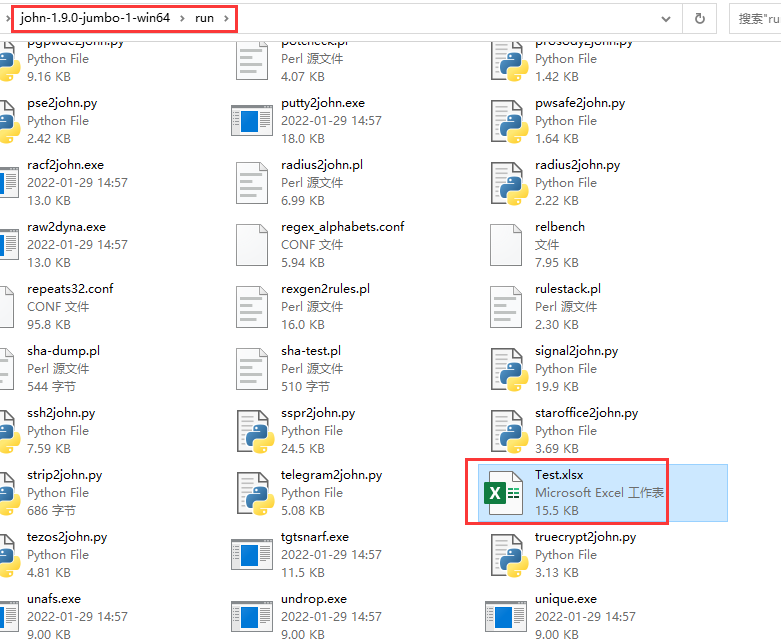 john-1.9.0-jumbo-1-win64 > run >
搜索"ru
pgpwde2john.py
Python File
9.16 KB
potcheck.pl
Perl 源文件
4.07 KB
prosody2john.py
Python File
1.42 KB
pse2john.py
Python File
2.42 KB
putty2john.exe
2022-01-29 14:57
18.0 KB
pwsafe2john.py
Python File
1.64 KB
racf2john.exe
2022-01-29 14:57
13.0 KB
radius2john.pl
Perl 源文件
6.99 KB
radius2john.py
Python File
2.22 KB
raw2dyna.exe
2022-01-29 14:57
13.0 KB
regex_alphabets.conf
CONF 文件
5.94 KB
relbench
文件
7.95 KB
repeats32.conf
CONF 文件
95.8 KB
rexgen2rules.pl
Perl 源文件
16.0 KB
rulestack.pl
Perl 源文件
2.30 KB
sha-dump.pl
Perl 源文件
544 字节
sha-test.pl
Perl 源文件
510 字节
signal2john.py
Python File
19.9 KB
ssh2john.py
Python File
7.59 KB
sspr2john.py
Python File
24.5 KB
staroffice2john.py
Python File
3.69 KB
strip2john.py
Python File
686 字节
telegram2john.py
Python File
5.08 KB
Test.xlsx
Microsoft Excel 工作表
15.5 KB
tezos2john.py
Python File
4.81 KB
tgtsnarf.exe
2022-01-29 14:57
11.5 KB
truecrypt2john.py
Python File
3.13 KB
unafs.exe
2022-01-29 14:57
9.00 KB
undrop.exe
2022-01-29 14:57
9.00 KB
unique.exe
2022-01-29 14:57
9.00 KB